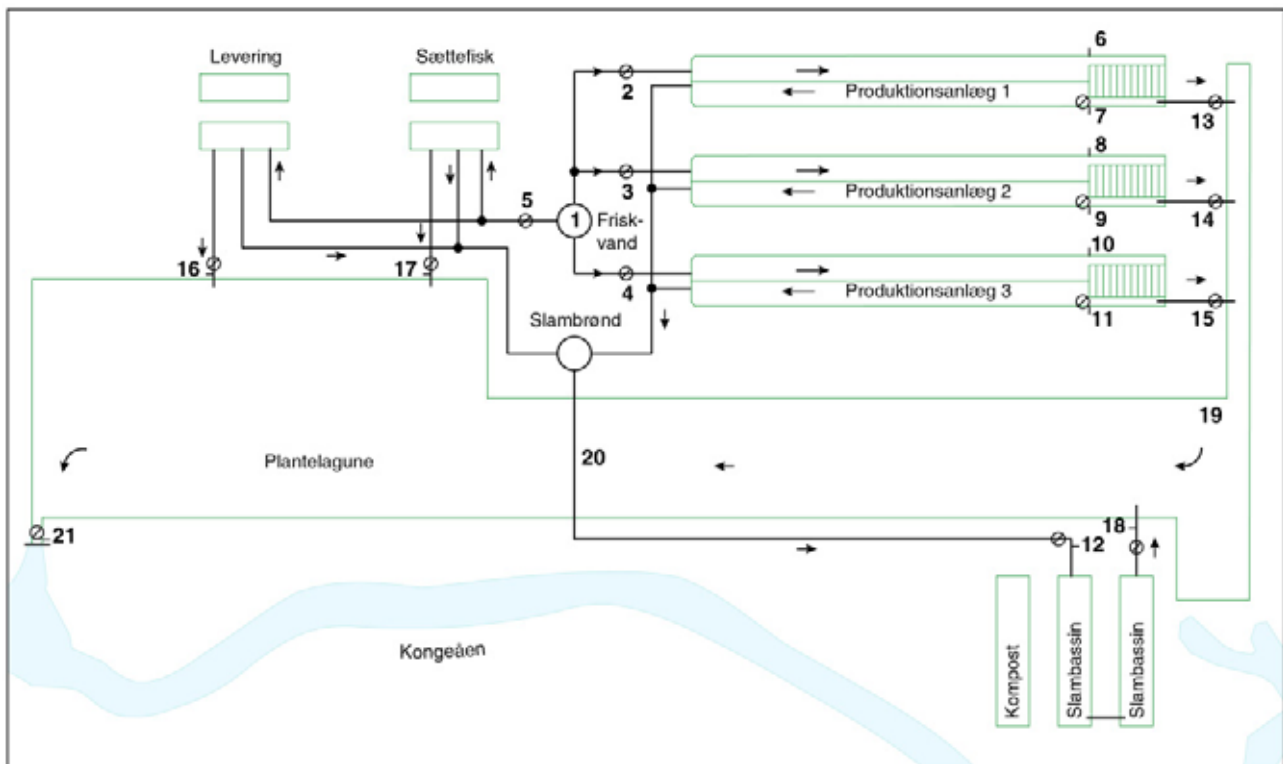 Levering
Sættefisk
6
2
Produktionsanlæg 1
7
13
8
3
Produktionsanlæg 2
5
1
Frisk-
vand
9
14
10
16
17
4
Produktionsanlæg 3
11
15
Slambrønd
19
Plantelagune
20
21
18
12
Kongeåen
Kompost
Slambassin
Slambassin